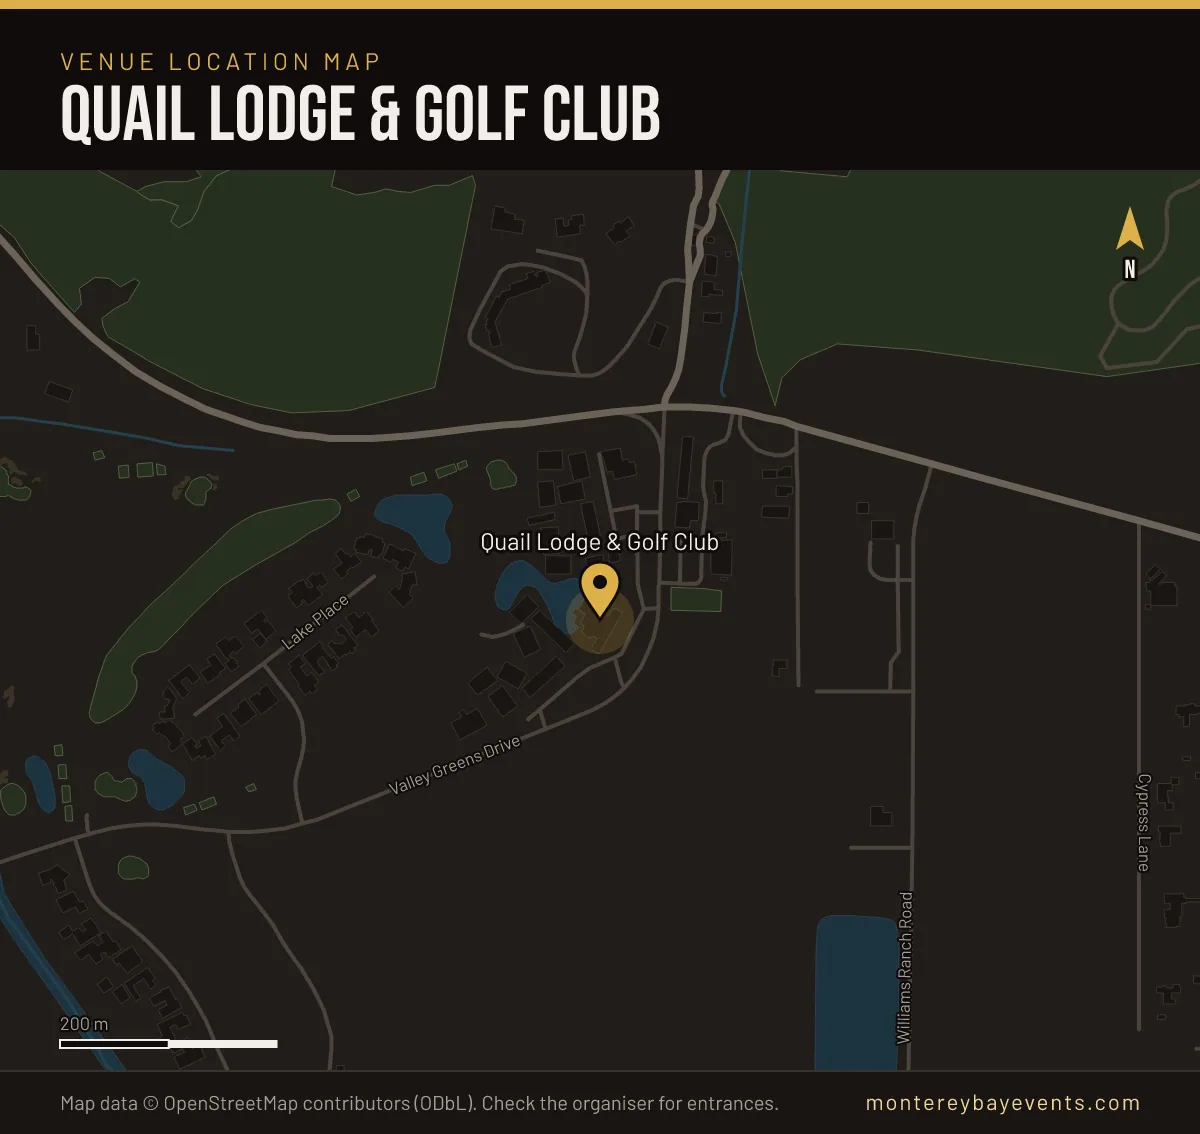 VENUE LOCATION MAP
QUAIL LODGE & GOLF CLUB
N
Quail Lodge & Golf Club
Lake Place
Valley Greens Drive
Cypress Lane
Williams Ranch Road
200 m
Map data © OpenStreetMap contributors (ODbL). Check the organiser for entrances.
montereybayevents.com